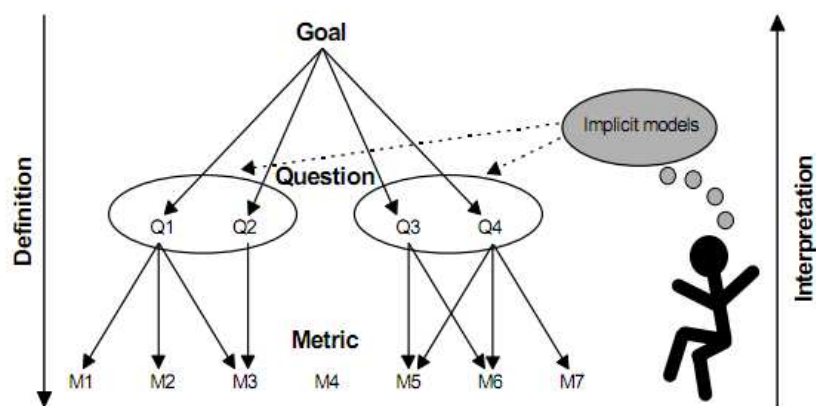 Goal
Implicit models
Question
Q1 Q2 Q3 Q4
Definition
Interpretation
Metric
M1 M2 M3 M4 M5 M6 M7